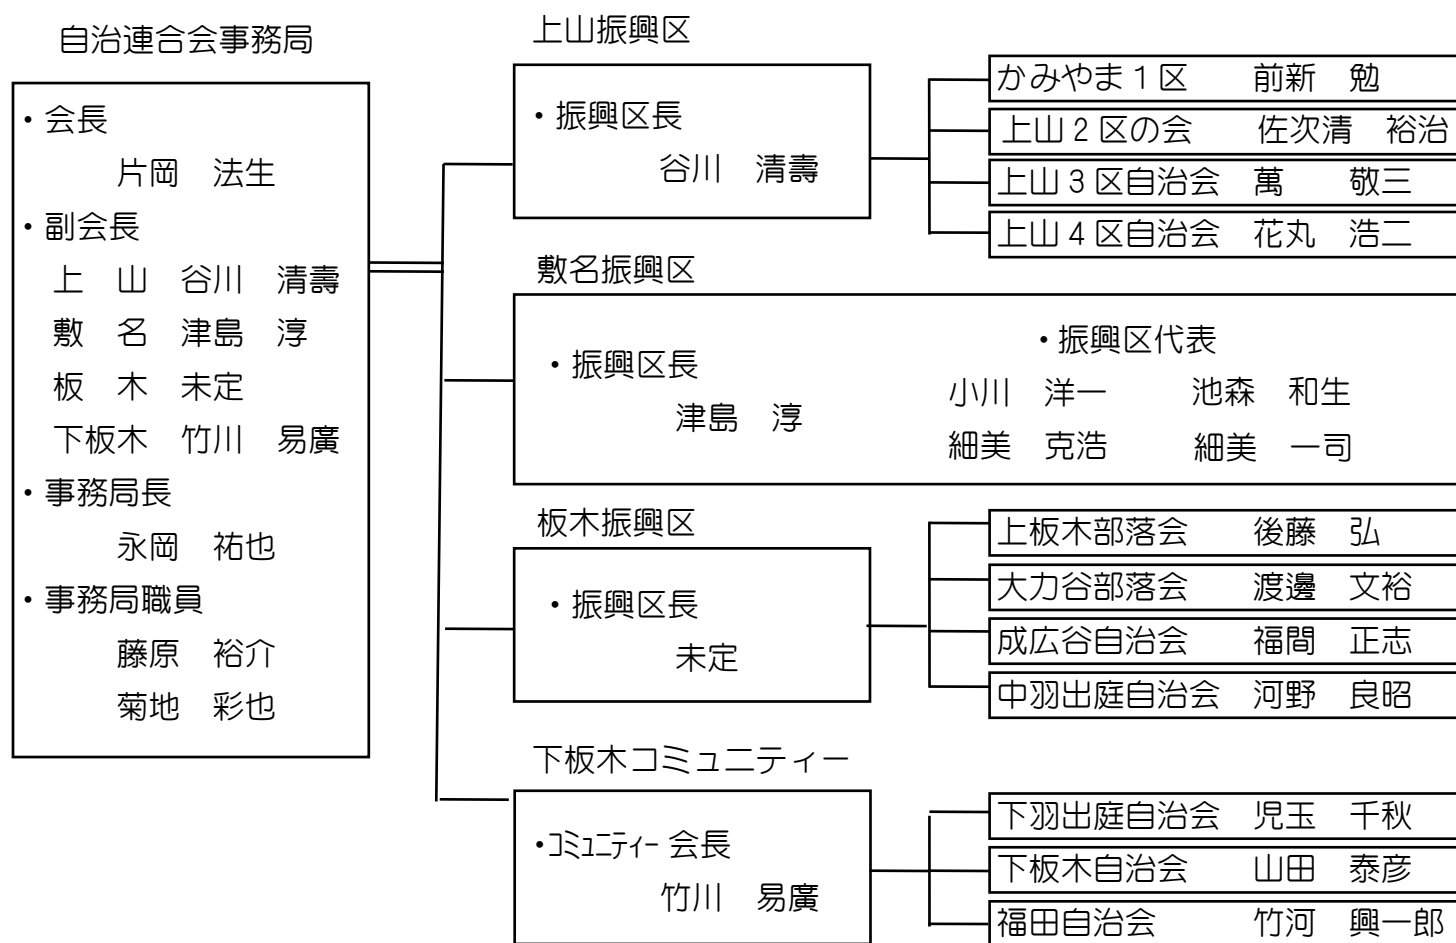 自治連合会事務局
・会長
片岡　法生
・副会長
上　山　谷川　清壽
敷　名　津島　淳
板　木　未定
下板木　竹川　易廣
・事務局長
永岡　祐也
・事務局職員
藤原　裕介
菊地　彩也
上山振興区
・振興区長
谷川　清壽
かみやま１区　前新　勉
上山２区の会　佐次清　裕治
上山３区自治会　萬　敬三
上山４区自治会　花丸　浩二
敷名振興区
・振興区長
津島　淳
・振興区代表
小川　洋一　池森　和生
細美　克浩　細美　一司
板木振興区
・振興区長
未定
上板木部落会　後藤　弘
大力谷部落会　渡邊　文裕
成広谷自治会　福間　正志
中羽出庭自治会　河野　良昭
下板木コミュニティー
・ｺﾐｭﾆﾃｨｰ 会長
竹川　易廣
下羽出庭自治会　児玉　千秋
下板木自治会　山田　泰彦
福田自治会　竹河　興一郎